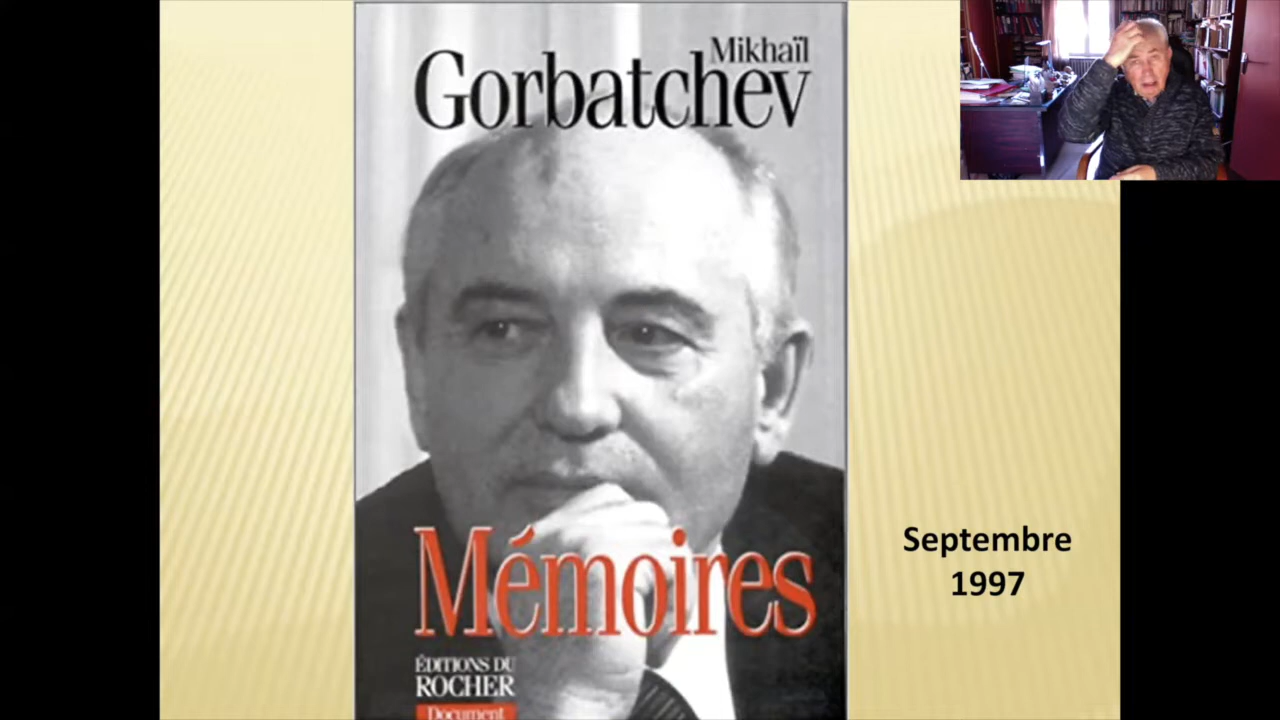 Mikhaïl
Gorbatchev
Mémoires
ÉDITIONS DU
ROCHER
Document
Septembre
1997